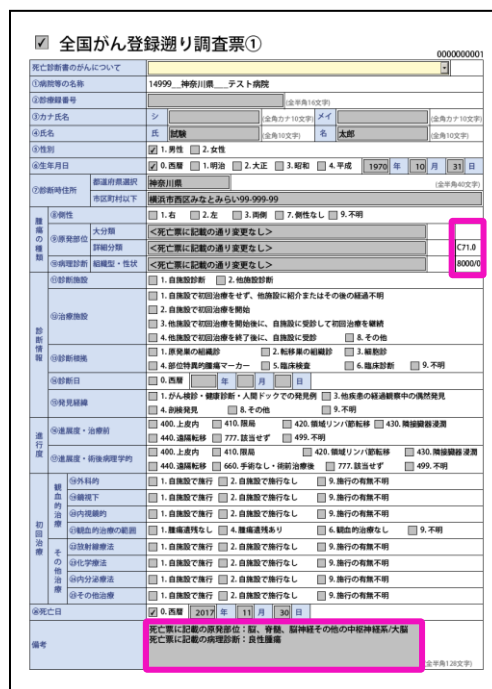 全国がん登録遡り調査票①
0000000001
死亡診断書のがんについて
①病院等の名称 14999__神奈川県___テスト病院
②診療録番号 (全半角16文字)
③カナ氏名 シ (全角カナ10文字) メイ (全角カナ10文字)
④氏名 氏 試験 (全角10文字) 名 太郎 (全角10文字)
⑤性別 1. 男性 2. 女性
⑥生年月日 0. 西暦 1. 明治 2. 大正 3. 昭和 4. 平成 1970 年 10 月 31 日
⑦診断時住所 都道府県選択 神奈川県 (全半角40文字)
市区町村以下 横浜市西区みなとみらい99-999-99
腫瘍の種類 ⑧側性 1. 右 2. 左 3. 両側 7. 側性なし 9. 不明
⑨原発部位 大分類 <死亡票に記載の通り変更なし>
詳細分類 <死亡票に記載の通り変更なし> C71.0
⑩病理診断 組織型・性状 <死亡票に記載の通り変更なし> 8000/0
診断情報 ⑪診断施設 1. 自施設診断 2. 他施設診断
⑫治療施設 1. 自施設で初回治療をせず、他施設に紹介またはその後の経過不明
2. 自施設で初回治療を開始
3. 他施設で初回治療を開始後に、自施設に受診して初回治療を継続
4. 他施設で初回治療を終了後に、自施設に受診 8. その他
⑬診断根拠 1. 原発巣の組織診 2. 転移巣の組織診 3. 細胞診
4. 部位特異的腫瘍マーカー 5. 臨床検査 6. 臨床診断 9. 不明
⑭診断日 0. 西暦 年 月 日
⑮発見経緯 1. がん検診・健康診断・人間ドックでの発見例 3. 他疾患の経過観察中の偶然発見
4. 剖検発見 8. その他 9. 不明
進行度 ⑯進展度・治療前 400. 上皮内 410. 限局 420. 領域リンパ節転移 430. 隣接臓器浸潤
440. 遠隔転移 777. 該当せず 499. 不明
⑰進展度・術後病理学的 400. 上皮内 410. 限局 420. 領域リンパ節転移 430. 隣接臓器浸潤
440. 遠隔転移 660. 手術なし・術前治療後 777. 該当せず 499. 不明
初回治療 観血的治療 ⑱外科的 1. 自施設で施行 2. 自施設で施行なし 9. 施行の有無不明
⑲鏡視下 1. 自施設で施行 2. 自施設で施行なし 9. 施行の有無不明
⑳内視鏡的 1. 自施設で施行 2. 自施設で施行なし 9. 施行の有無不明
㉑観血的治療の範囲 1. 腫瘍遺残なし 4. 腫瘍遺残あり 6. 観血的治療なし 9. 不明
その他治療 ㉒放射線療法 1. 自施設で施行 2. 自施設で施行なし 9. 施行の有無不明
㉓化学療法 1. 自施設で施行 2. 自施設で施行なし 9. 施行の有無不明
㉔内分泌療法 1. 自施設で施行 2. 自施設で施行なし 9. 施行の有無不明
㉕その他治療 1. 自施設で施行 2. 自施設で施行なし 9. 施行の有無不明
㉖死亡日 0. 西暦 2017 年 11 月 30 日
備考 死亡票に記載の原発部位：脳、脊髄、脳神経その他の中枢神経系/大脳
死亡票に記載の病理診断：良性腫瘍
(全半角128文字)